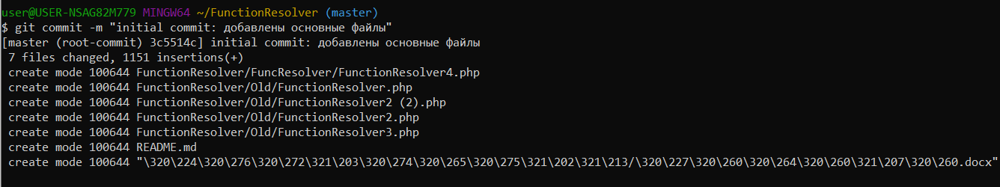 user@USER-NSAG82M779 MINGW64 ~/FunctionResolver (master)
$ git commit -m "initial commit: добавлены основные файлы"
[master (root-commit) 3c5514c] initial commit: добавлены основные файлы
 7 files changed, 1151 insertions(+)
 create mode 100644 FunctionResolver/FuncResolver/FunctionResolver4.php
 create mode 100644 FunctionResolver/Old/FunctionResolver.php
 create mode 100644 FunctionResolver/Old/FunctionResolver2 (2).php
 create mode 100644 FunctionResolver/Old/FunctionResolver2.php
 create mode 100644 FunctionResolver/Old/FunctionResolver3.php
 create mode 100644 README.md
 create mode 100644 "\320\224\320\276\320\272\321\203\320\274\320\265\320\275\321\202\321\213/\320\227\320\260\320\264\320\260\321\207\320\260.docx"